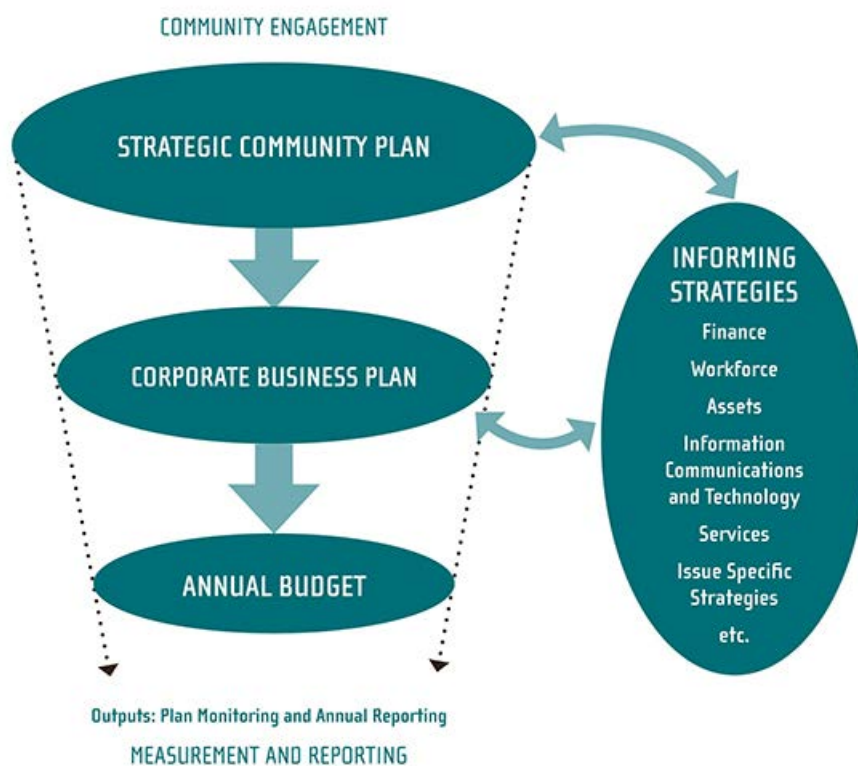 COMMUNITY ENGAGEMENT
STRATEGIC COMMUNITY PLAN
CORPORATE BUSINESS PLAN
ANNUAL BUDGET
INFORMING
STRATEGIES
Finance
Workforce
Assets
Information
Communications
and Technology
Services
Issue Specific
Strategies
etc.
Outputs: Plan Monitoring and Annual Reporting
MEASUREMENT AND REPORTING